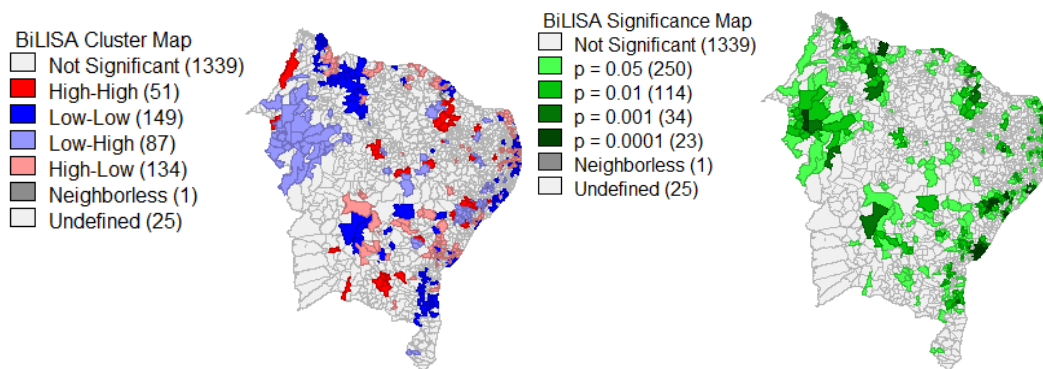 BiLISA Cluster Map
Not Significant (1339)
High-High (51)
Low-Low (149)
Low-High (87)
High-Low (134)
Neighborless (1)
Undefined (25)
BiLISA Significance Map
Not Significant (1339)
p = 0.05 (250)
p = 0.01 (114)
p = 0.001 (34)
p = 0.0001 (23)
Neighborless (1)
Undefined (25)